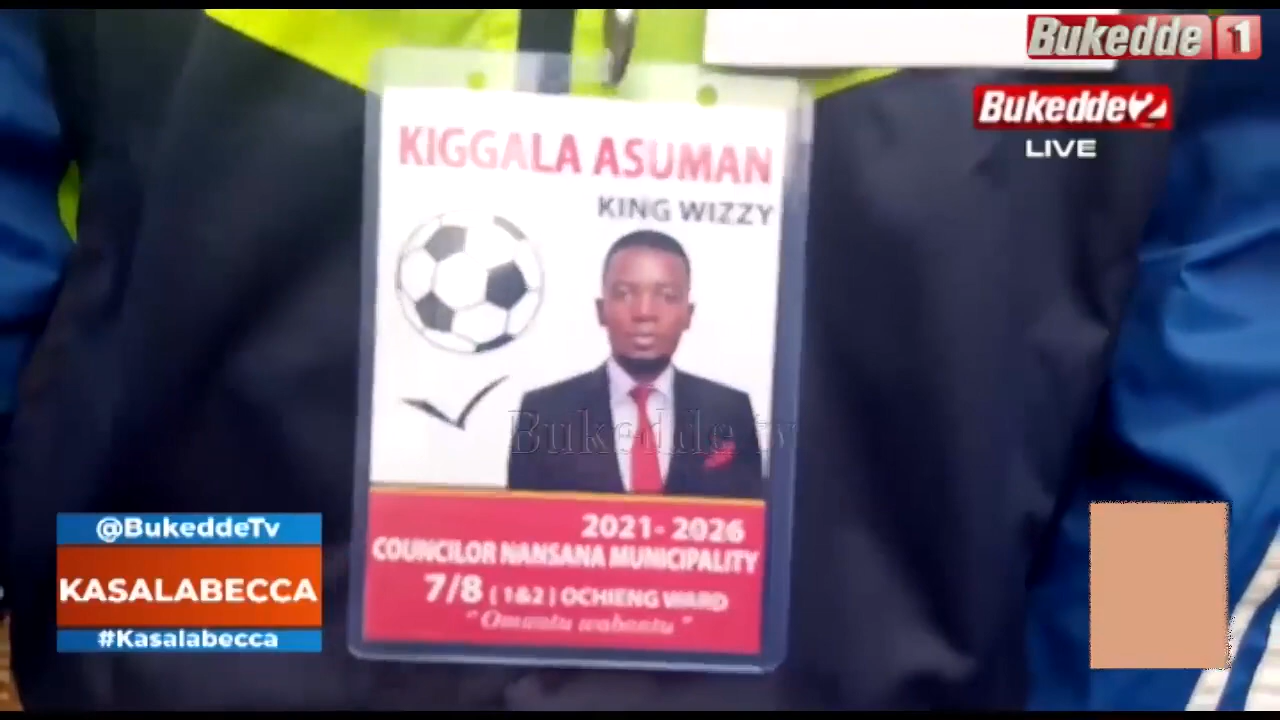 Bukedde 1
Bukedde 2
LIVE
KIGGALA ASUMAN
KING WIZZY
Bukedde tv
2021- 2026
COUNCILOR NANSANA MUNICIPALITY
7/8 ( 1&2 ) OCHIENG WARD
" Omuntu wabantu "
@BukeddeTv
KASALABECCA
#Kasalabecca